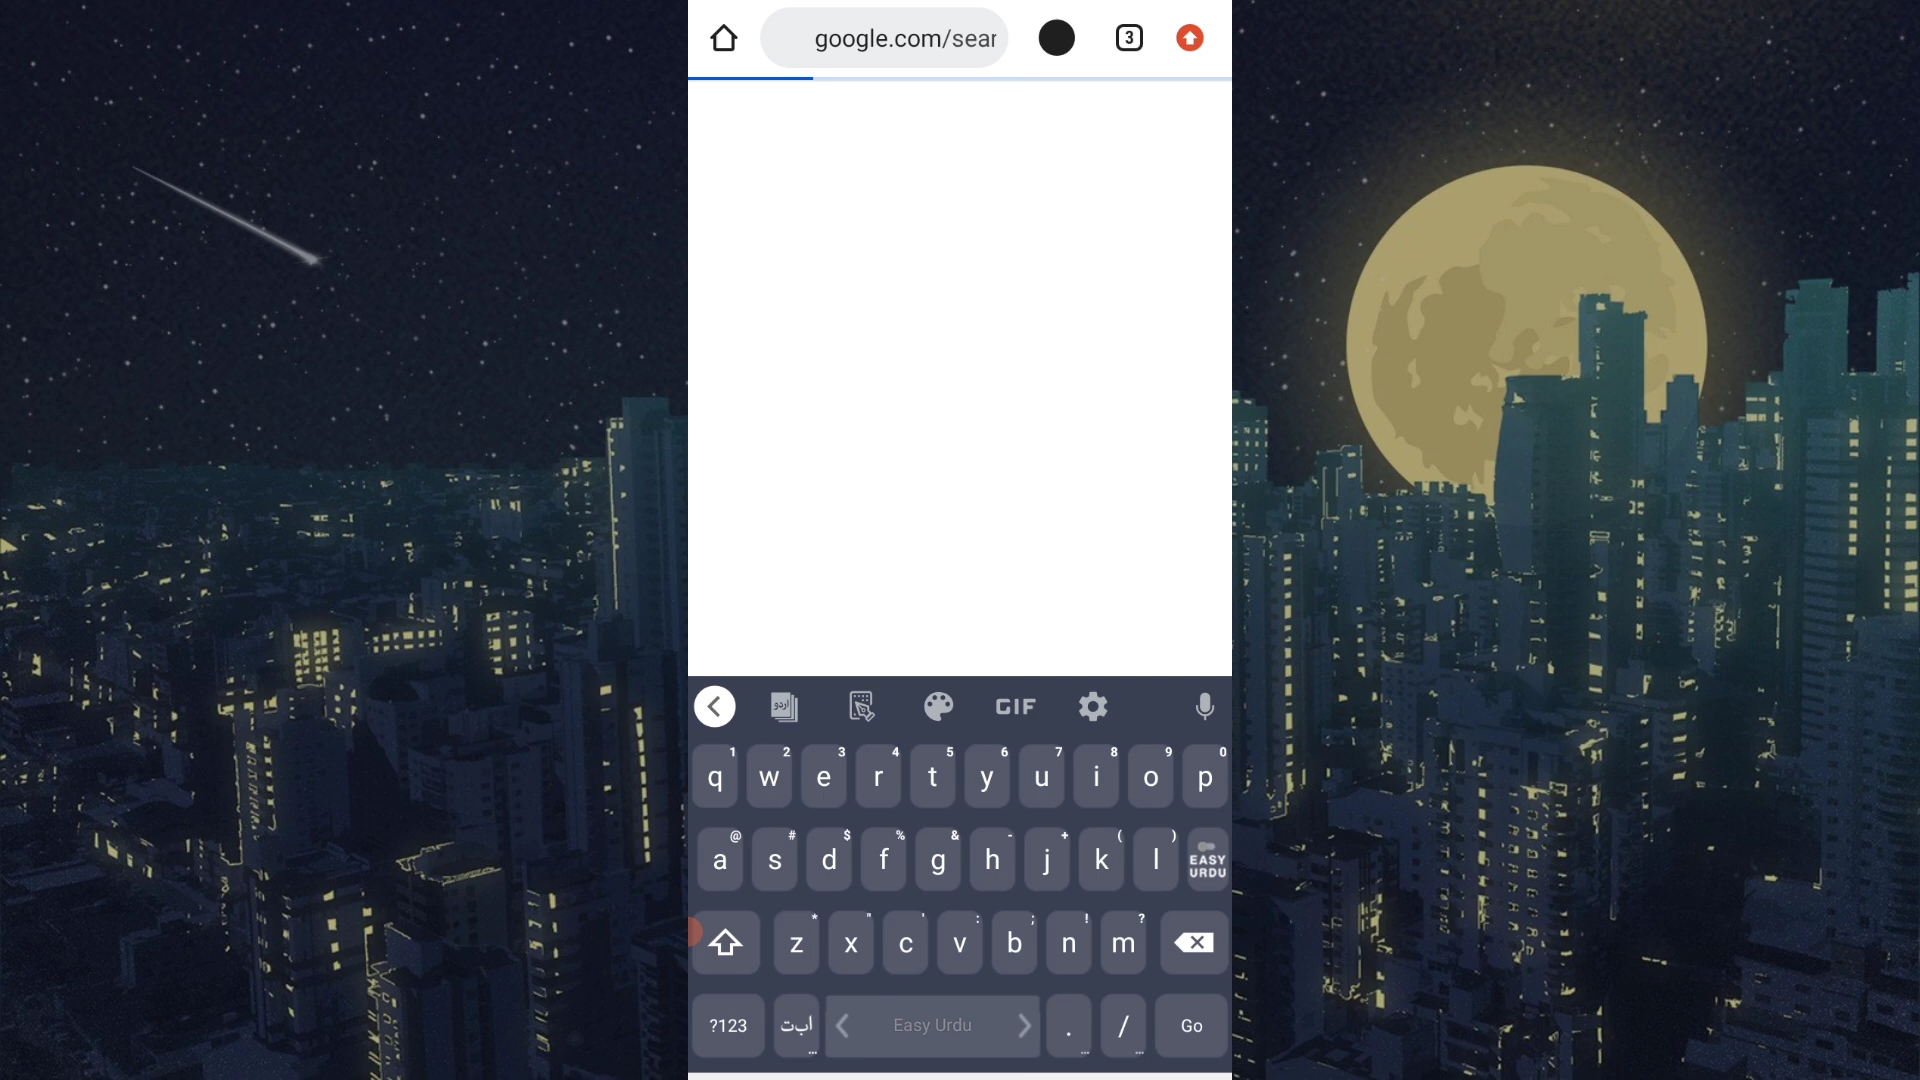 google.com/sear
3
اردو
GIF
1 2 3 4 5 6 7 8 9 0
q w e r t y u i o p
@ # $ % & - + ( )
a s d f g h j k l EASY URDU
* " ' : ; ! ?
z x c v b n m
?123 ا ب ت ... Easy Urdu . ... / ... Go